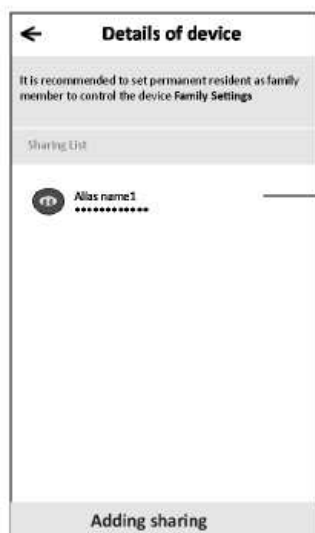 Details of device
It is recommended to set permanent resident as family
member to control the device Family Settings
Sharing List
Alias name1
Adding sharing